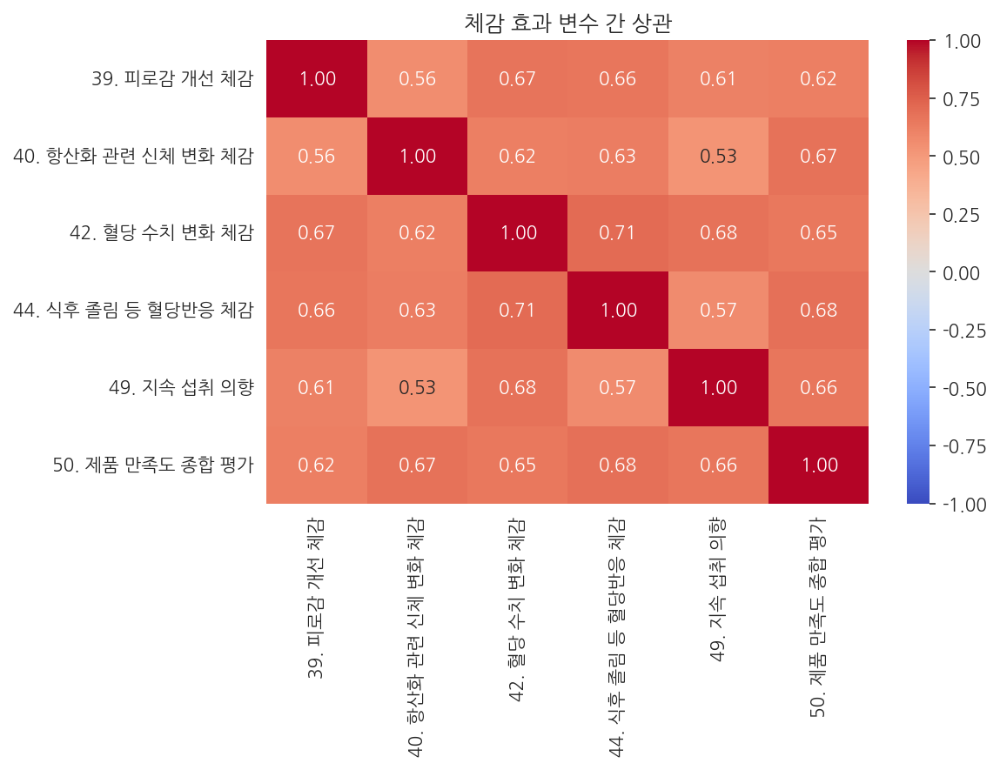 체감 효과 변수 간 상관
39. 피로감 개선 체감 1.00 0.56 0.67 0.66 0.61 0.62
40. 항산화 관련 신체 변화 체감 0.56 1.00 0.62 0.63 0.53 0.67
42. 혈당 수치 변화 체감 0.67 0.62 1.00 0.71 0.68 0.65
44. 식후 졸림 등 혈당반응 체감 0.66 0.63 0.71 1.00 0.57 0.68
49. 지속 섭취 의향 0.61 0.53 0.68 0.57 1.00 0.66
50. 제품 만족도 종합 평가 0.62 0.67 0.65 0.68 0.66 1.00
39. 피로감 개선 체감
40. 항산화 관련 신체 변화 체감
42. 혈당 수치 변화 체감
44. 식후 졸림 등 혈당반응 체감
49. 지속 섭취 의향
50. 제품 만족도 종합 평가
1.00
0.75
0.50
0.25
0.00
-0.25
-0.50
-0.75
-1.00